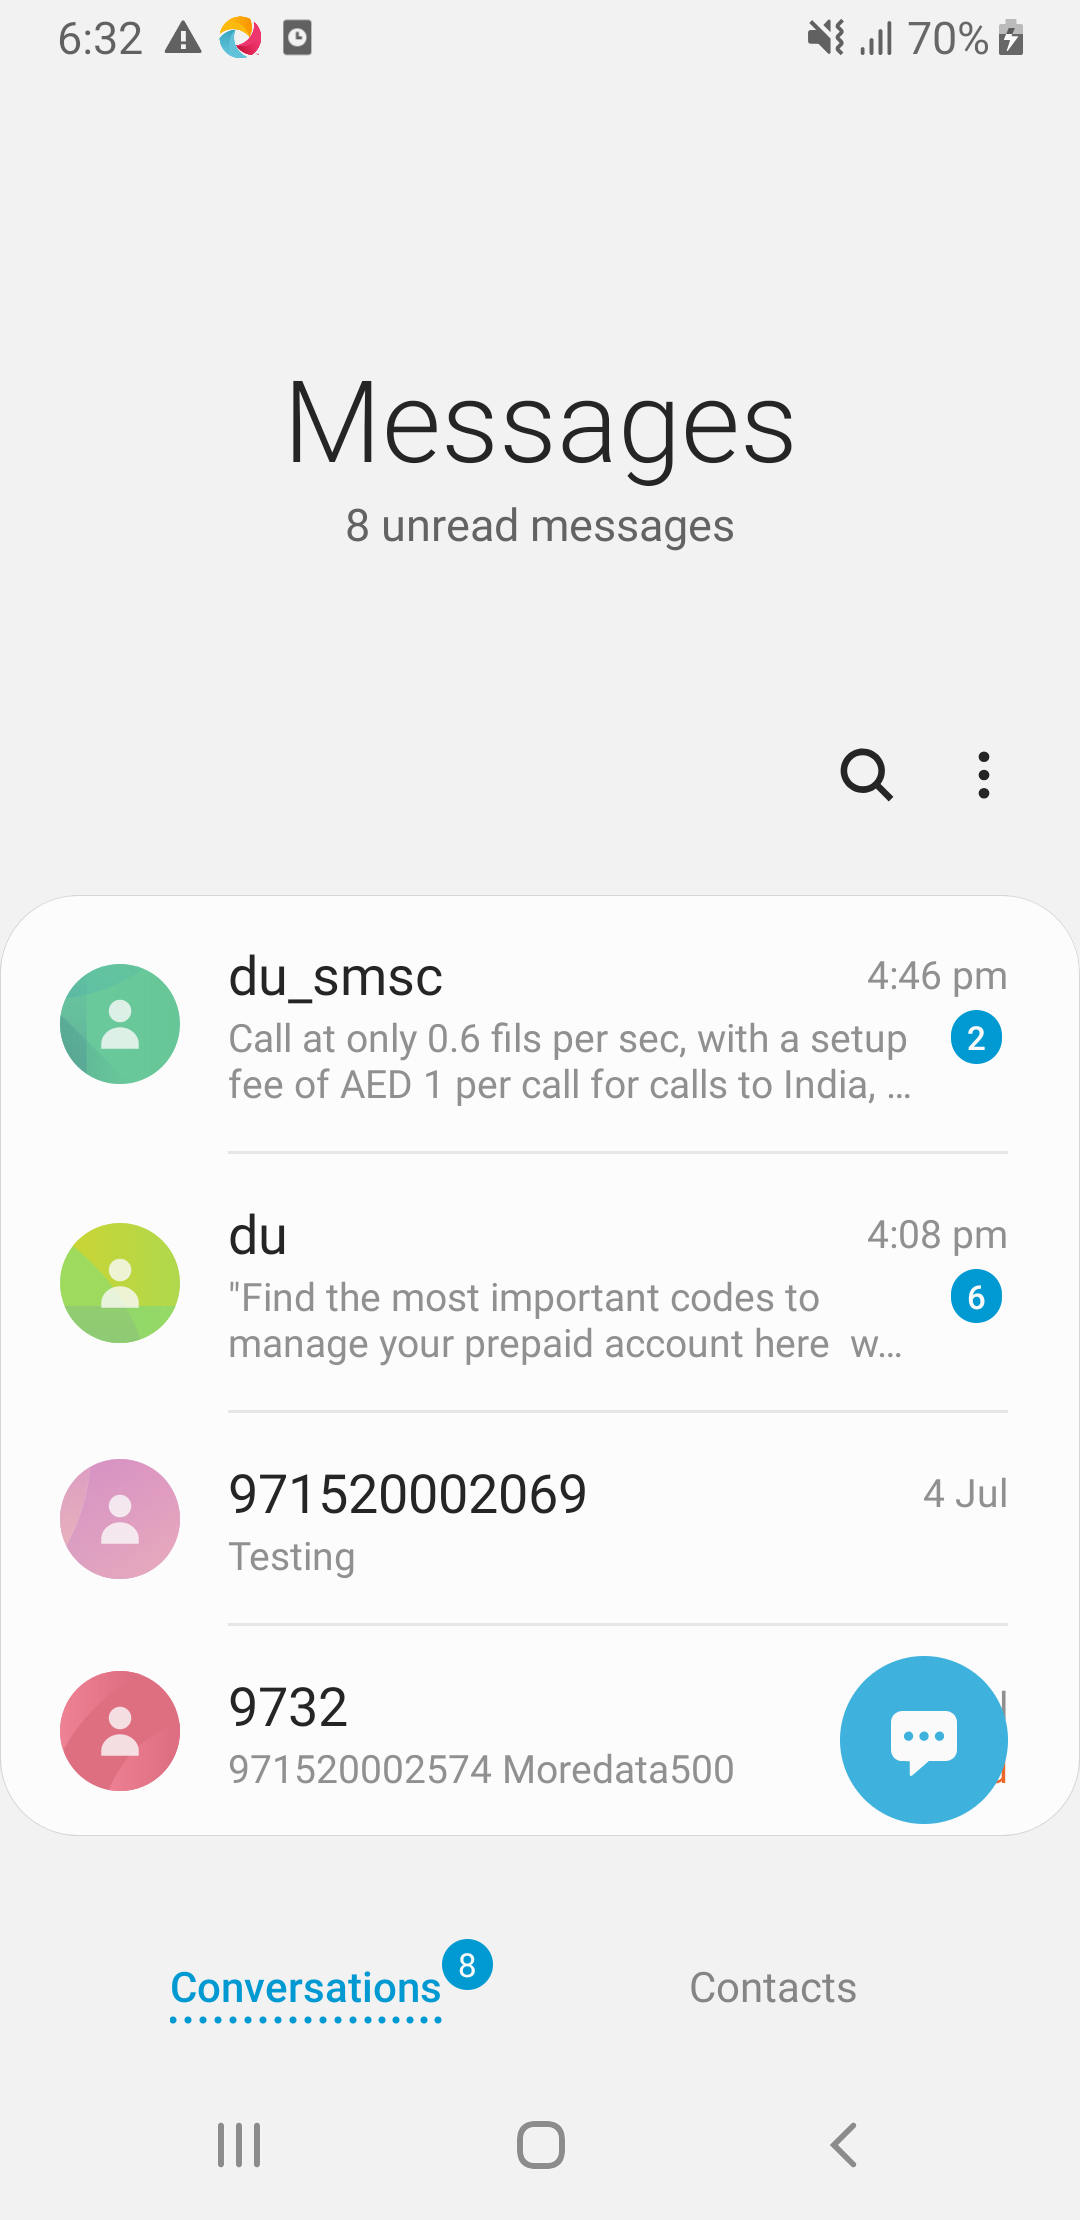 6:32
70%
Messages
8 unread messages
du_smsc
4:46 pm
Call at only 0.6 fils per sec, with a setup
fee of AED 1 per call for calls to India, ...
2
du
4:08 pm
"Find the most important codes to
manage your prepaid account here  w...
6
971520002069
4 Jul
Testing
9732
971520002574 Moredata500
Conversations
8
Contacts